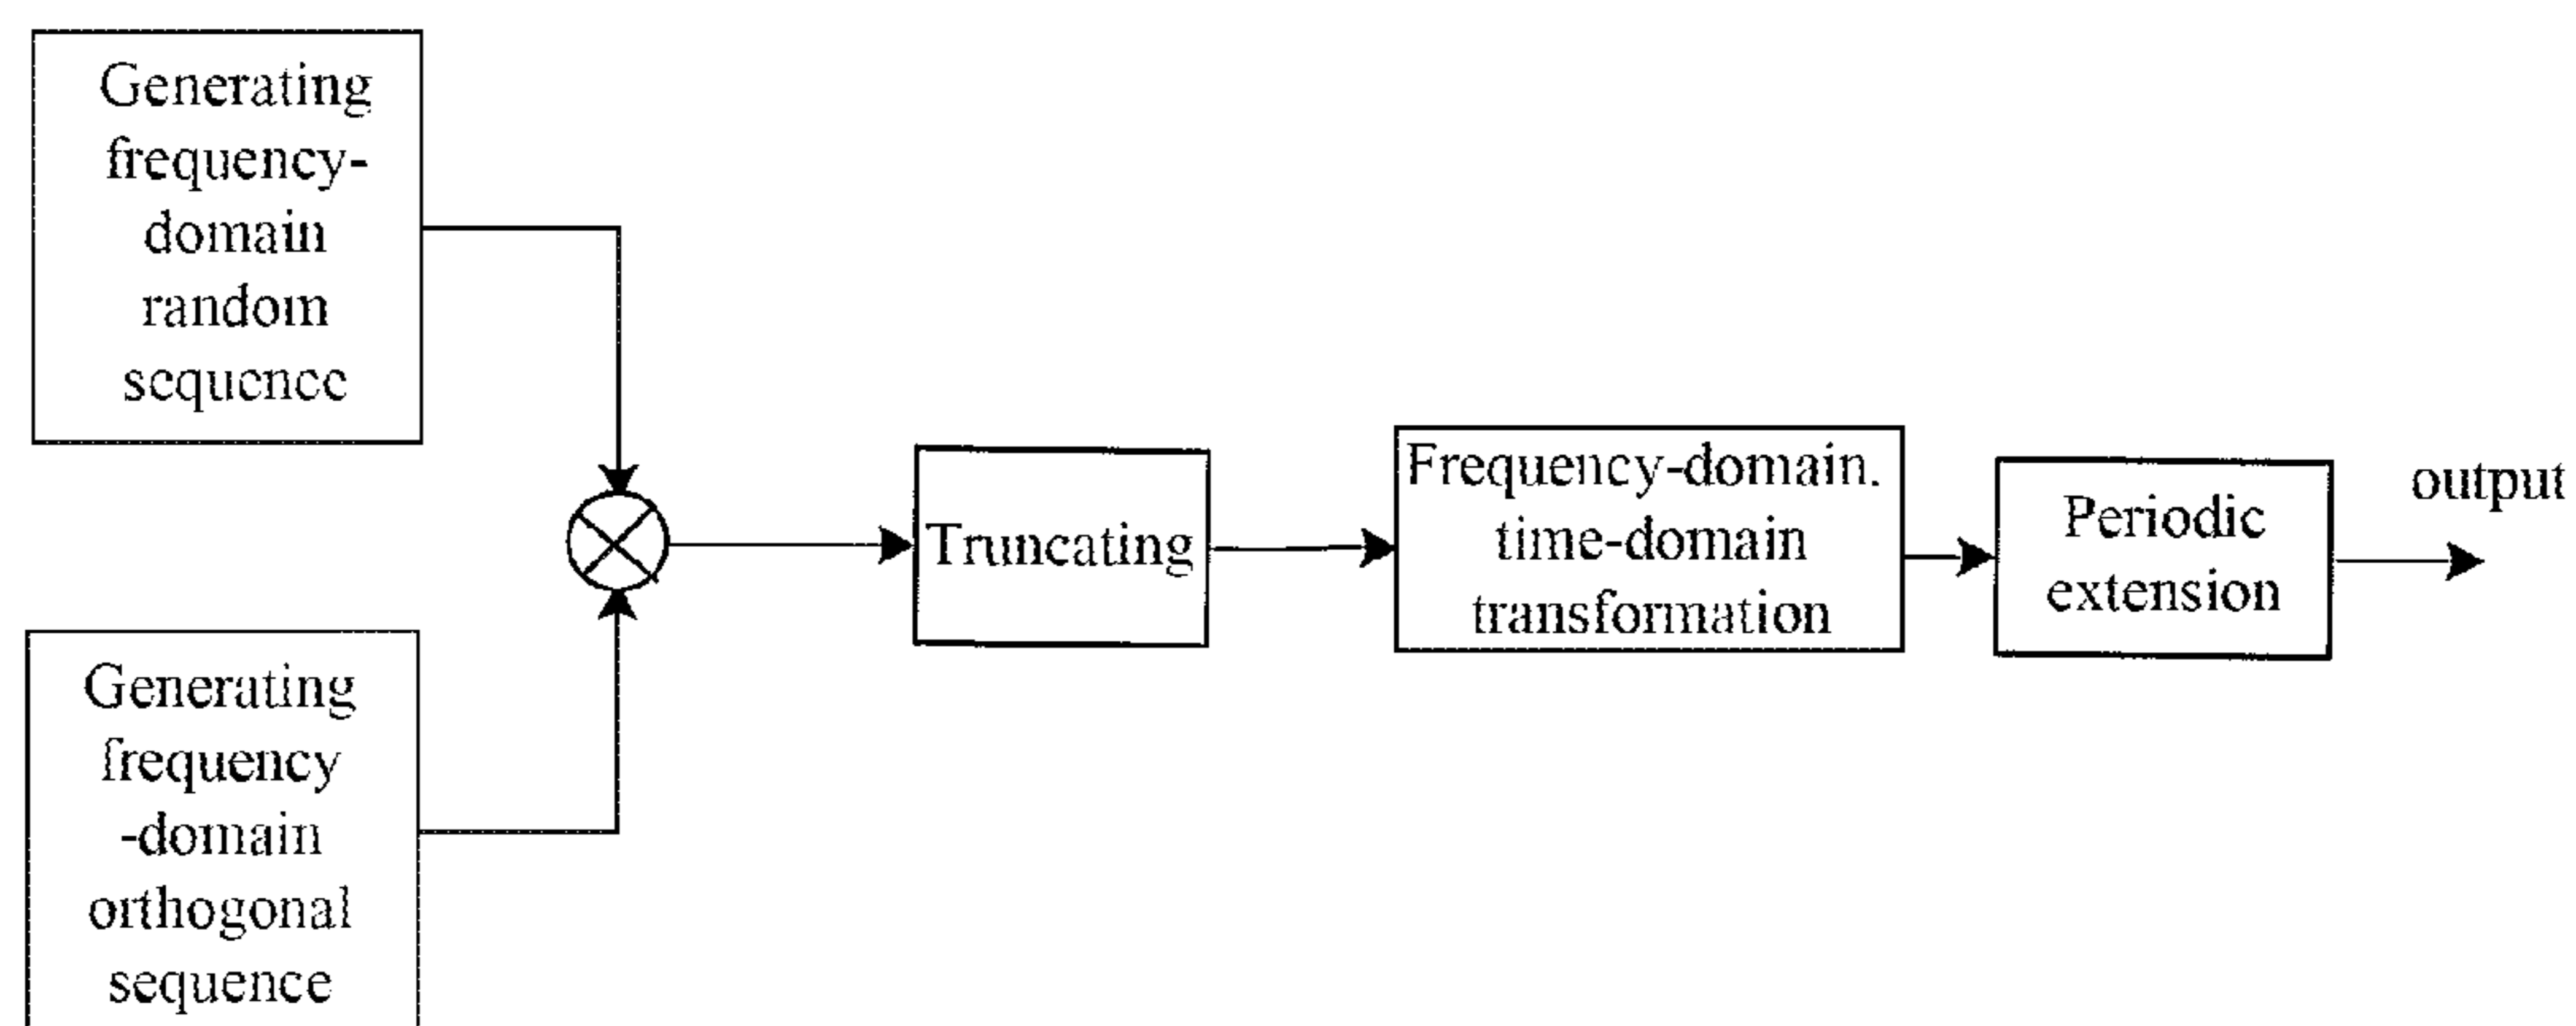 Generating
frequency-
domain
random
sequence
Generating
frequency
-domain
orthogonal
sequence
Truncating
Frequency-domain.
time-domain
transformation
Periodic
extension
output